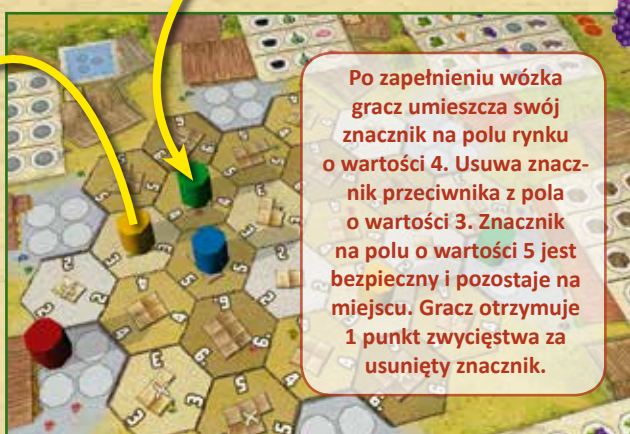 Po zapełnieniu wózka
gracz umieszcza swój
znacznik na polu rynku
o wartości 4. Usuwa znacz-
nik przeciwnika z pola
o wartości 3. Znacznik
na polu o wartości 5 jest
bezpieczny i pozostaje na
miejscu. Gracz otrzymuje
1 punkt zwycięstwa za
usunięty znacznik.